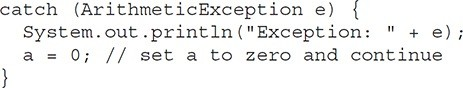 catch (ArithmeticException e) {
  System.out.println("Exception: " + e);
  a = 0; // set a to zero and continue
}